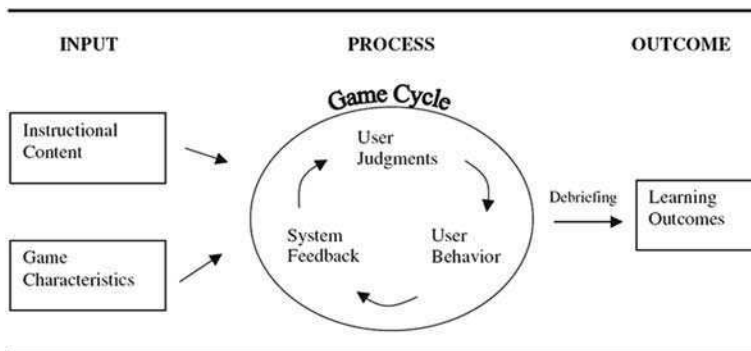 INPUT
PROCESS
OUTCOME
Game Cycle
Instructional
Content
User
Judgments
Debriefing
Learning
Outcomes
System
Feedback
User
Behavior
Game
Characteristics